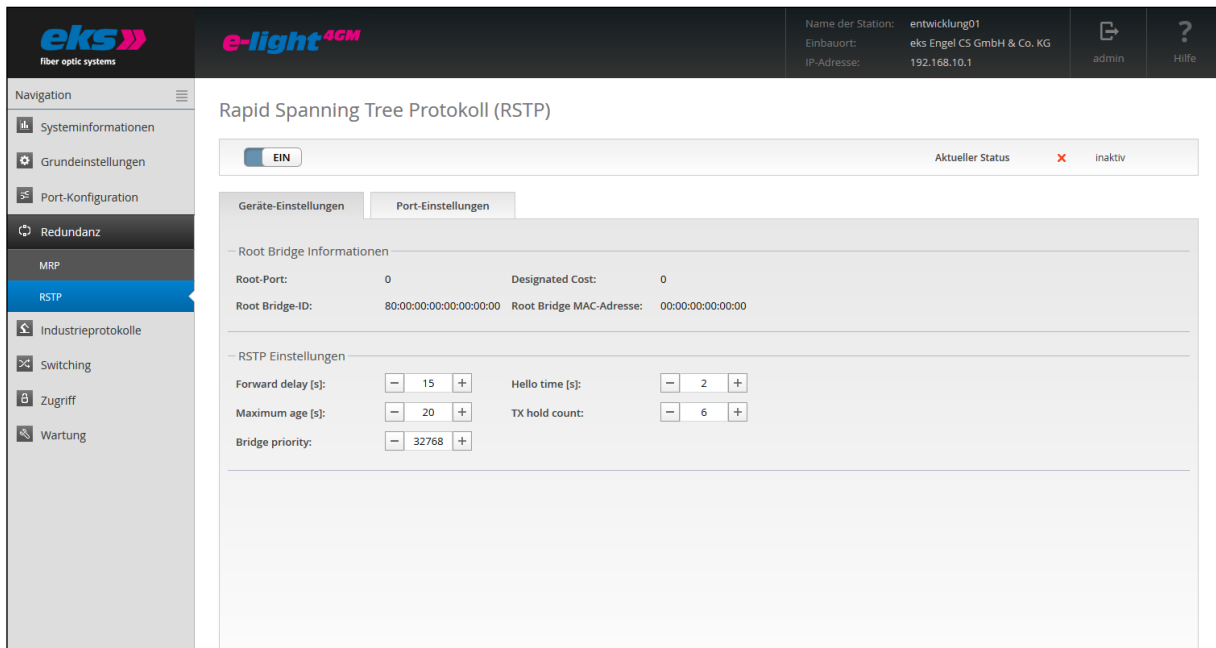 eks
fiber optic systems
e-light 4GM
Name der Station: entwicklung01
Einbauort: eks Engel CS GmbH & Co. KG
IP-Adresse: 192.168.10.1
admin
? Hilfe
Navigation
Systeminformationen
Grundeinstellungen
Port-Konfiguration
Redundanz
MRP
RSTP
Industrieprotokolle
Switching
Zugriff
Wartung
Rapid Spanning Tree Protokoll (RSTP)
EIN
Aktueller Status inaktiv
Geräte-Einstellungen Port-Einstellungen
Root Bridge Informationen
Root-Port: 0 Designated Cost: 0
Root Bridge-ID: 80:00:00:00:00:00:00:00 Root Bridge MAC-Adresse: 00:00:00:00:00:00
RSTP Einstellungen
Forward delay [s]: − 15 + Hello time [s]: − 2 +
Maximum age [s]: − 20 + TX hold count: − 6 +
Bridge priority: − 32768 +